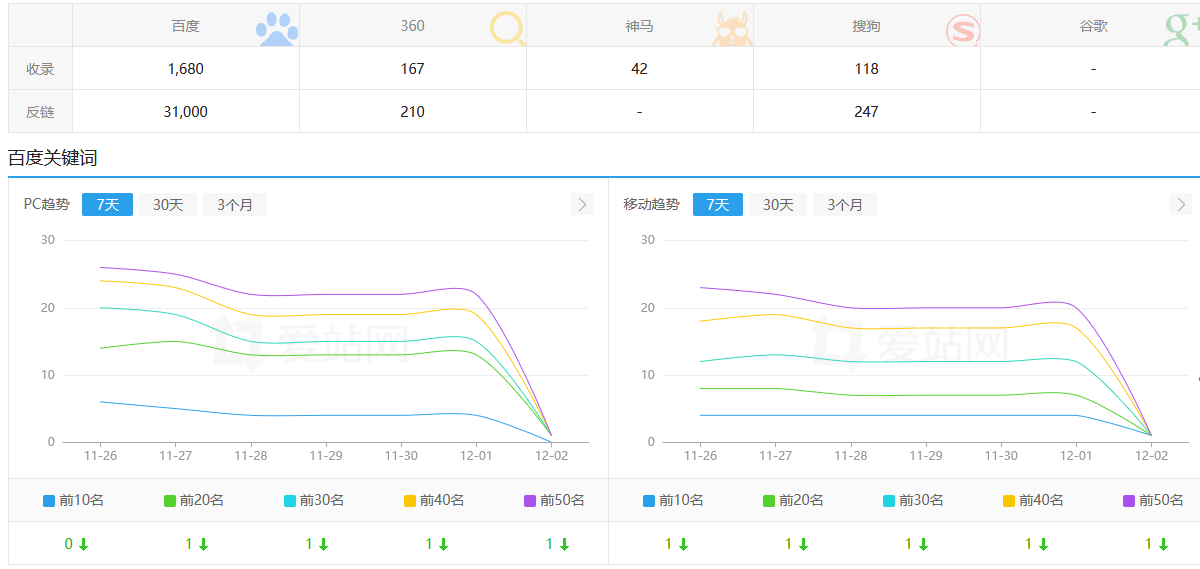 百度 360 神马 搜狗 谷歌 g+
收录 1,680 167 42 118 -
反链 31,000 210 - 247 -
百度关键词
PC趋势 7天 30天 3个月
30
20
10
0
11-26 11-27 11-28 11-29 11-30 12-01 12-02
爱站网
前10名 前20名 前30名 前40名 前50名
0 1 1 1 1
移动趋势 7天 30天 3个月
30
20
10
0
11-26 11-27 11-28 11-29 11-30 12-01 12-02
爱站网
前10名 前20名 前30名 前40名 前50名
1 1 1 1 1